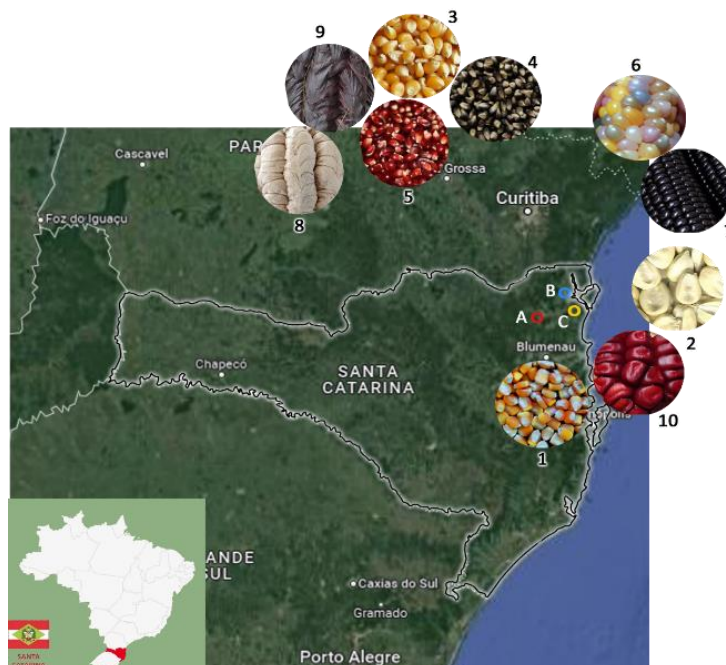 9
3
4
6
Cascavel
PAR
Grossa
Curitiba
Foz do Iguaçu
5
8
2
B
A
C
Blumenau
Chapecó
SANTA
CATARINA
10
1
ANDE
SUL
Caxias do Sul
Gramado
SANTA
Porto Alegre